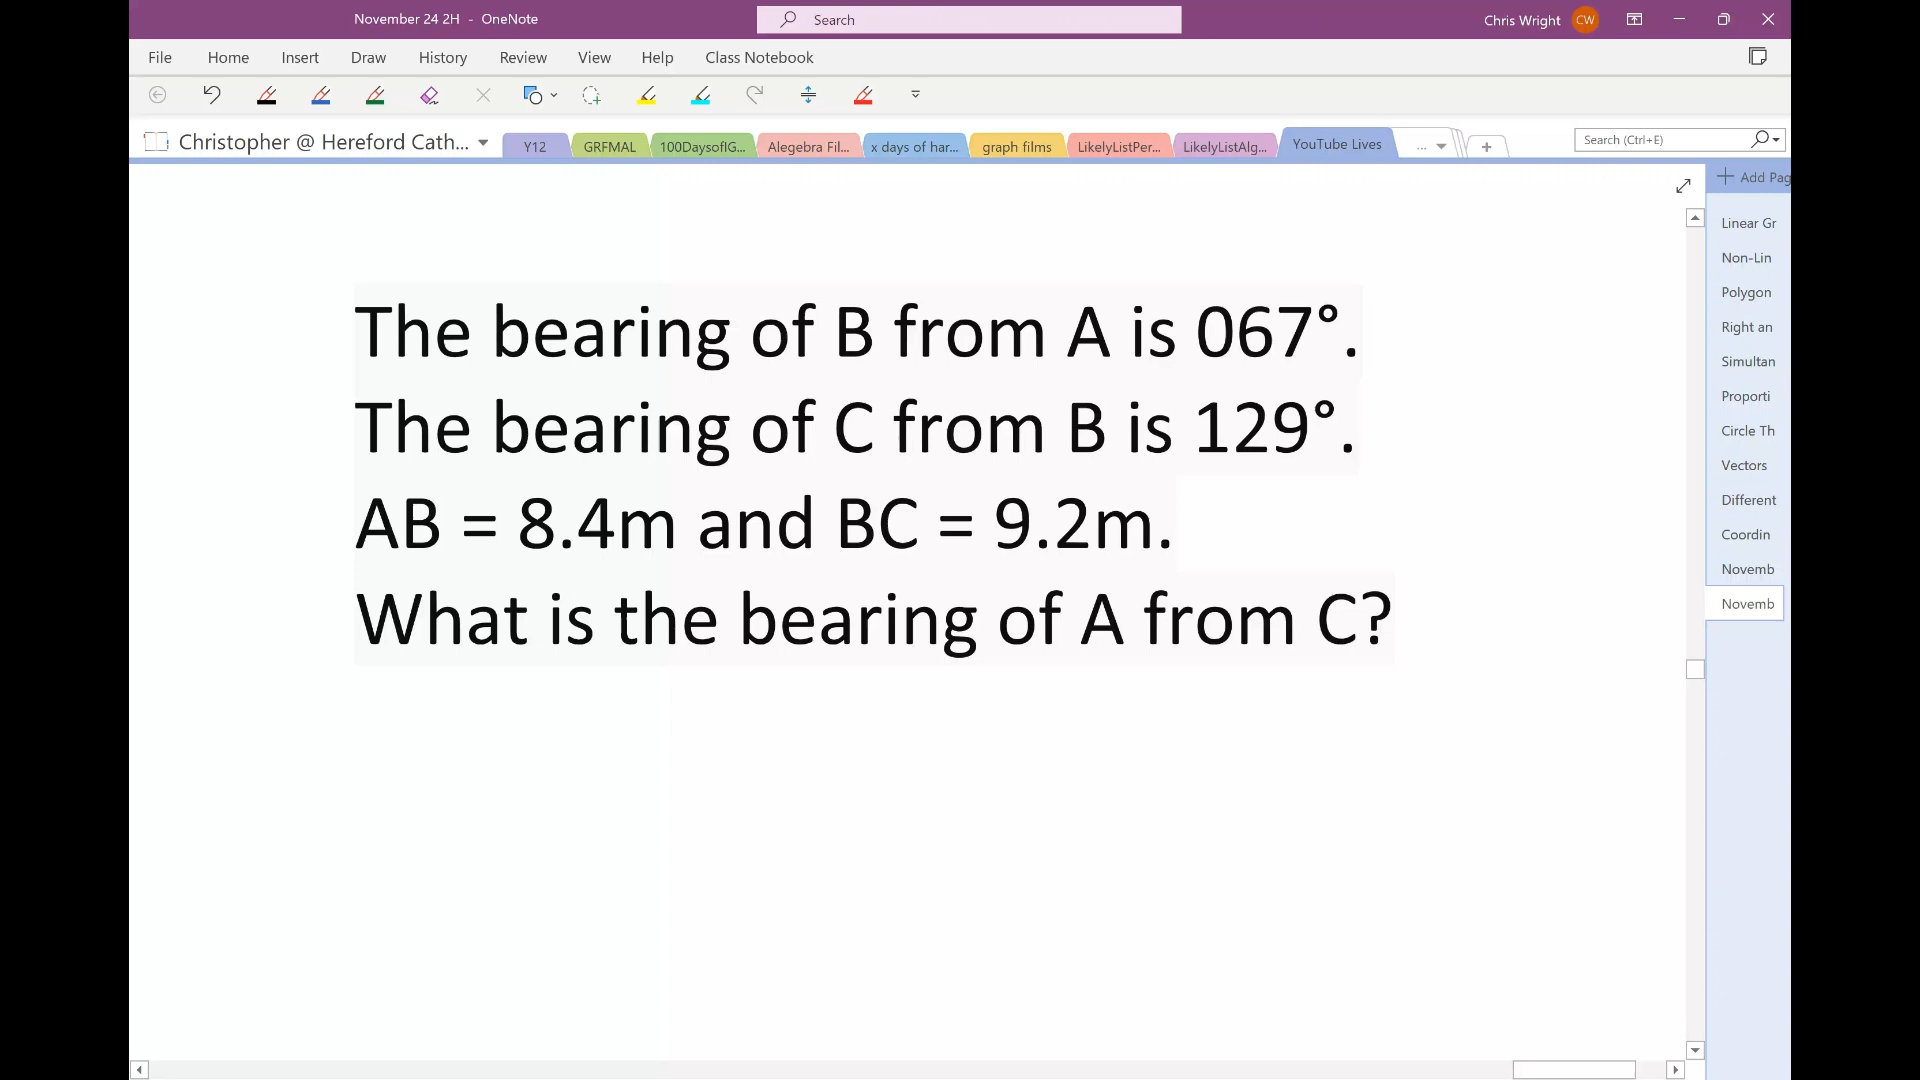 November 24 2H - OneNote
Search
Chris Wright CW
File Home Insert Draw History Review View Help Class Notebook
Christopher @ Hereford Cath... Y12 GRFMAL 100DaysofIG... Alegebra Fil... x days of har... graph films LikelyListPer... LikelyListAlg... YouTube Lives ... Search (Ctrl+E)
Add Pag
Linear Gr
Non-Lin
Polygon
Right an
Simultan
Proporti
Circle Th
Vectors
Different
Coordin
Novemb
Novemb
The bearing of B from A is 067°.
The bearing of C from B is 129°.
AB = 8.4m and BC = 9.2m.
What is the bearing of A from C?